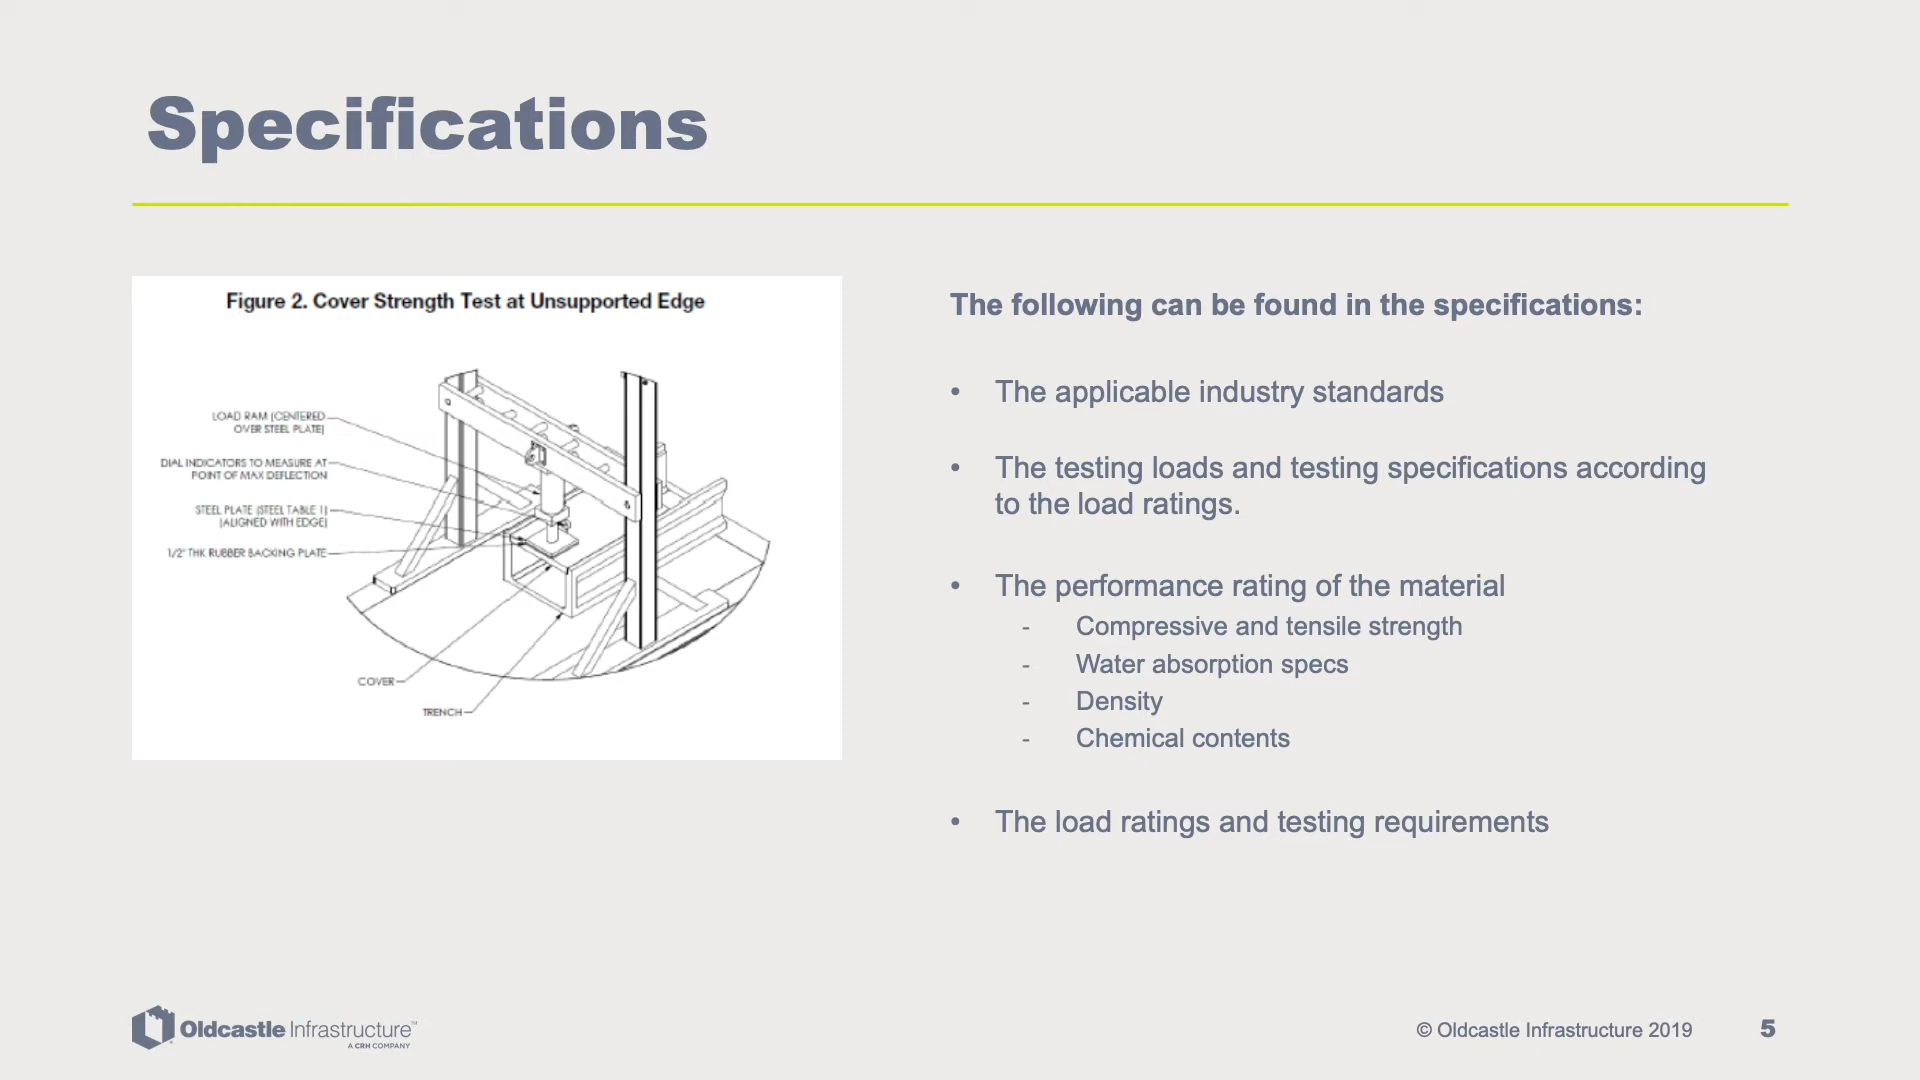 Specifications
Figure 2. Cover Strength Test at Unsupported Edge
LOAD RAM (CENTERED
OVER STEEL PLATE)
DIAL INDICATORS TO MEASURE AT
POINT OF MAX DEFLECTION
STEEL PLATE (STEEL TABLE 1)
(ALIGNED WITH EDGE)
1/2" THK RUBBER BACKING PLATE
COVER
TRENCH
The following can be found in the specifications:
• The applicable industry standards
• The testing loads and testing specifications according
to the load ratings.
• The performance rating of the material
- Compressive and tensile strength
- Water absorption specs
- Density
- Chemical contents
• The load ratings and testing requirements
Oldcastle Infrastructure™
A CRH COMPANY
© Oldcastle Infrastructure 2019
5